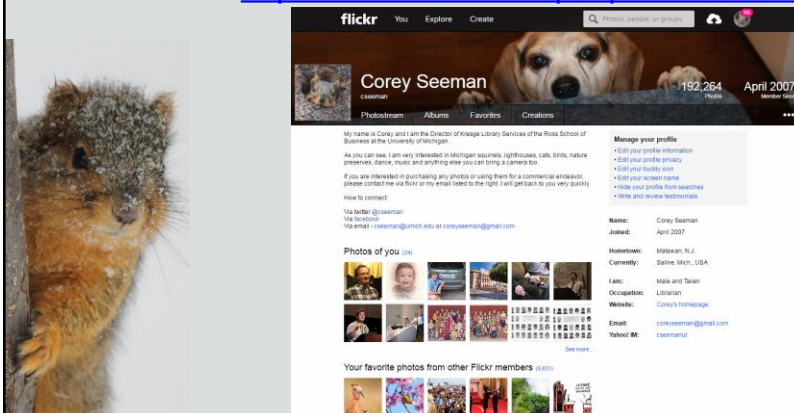 flickr You Explore Create Photos, people, or groups
Corey Seeman
cseeman
192,264
Photos
April 2007
Member Since
Photostream Albums Favorites Creations
My name is Corey and I am the Director of Kresge Library Services of the Ross School of
Business at the University of Michigan.
As you can see, I am very interested in Michigan squirrels, lighthouses, cats, birds, nature
preserves, dance, music and anything else you can bring a camera too.
If you are interested in purchasing any photos or using them for a commercial endeavor,
please contact me via flickr or my email listed to the right. I will get back to you very quickly.
How to connect:
Via twitter @cseeman
Via facebook
Via email - cseeman@umich.edu or coreyseeman@gmail.com
Photos of you (24)
See more...
Your favorite photos from other Flickr members (6,631)
Manage your profile
• Edit your profile information
• Edit your profile privacy
• Edit your buddy icon
• Edit your screen name
• Hide your profile from searches
• Write and review testimonials
Name: Corey Seeman
Joined: April 2007
Hometown: Matawan, N.J.
Currently: Saline, Mich., USA
I am: Male and Taken
Occupation: Librarian
Website: Corey's homepage
Email: coreyseeman@gmail.com
Yahoo! IM: cseemanut